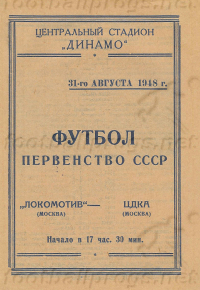 ЦЕНТРАЛЬНЫЙ СТАДИОН
„ДИНАМО"
31-го АВГУСТА 1948 г.
ФУТБОЛ
ПЕРВЕНСТВО СССР
„ЛОКОМОТИВ"— ЦДКА
(МОСКВА) (МОСКВА)
Начало в 17 час. 30 мин.